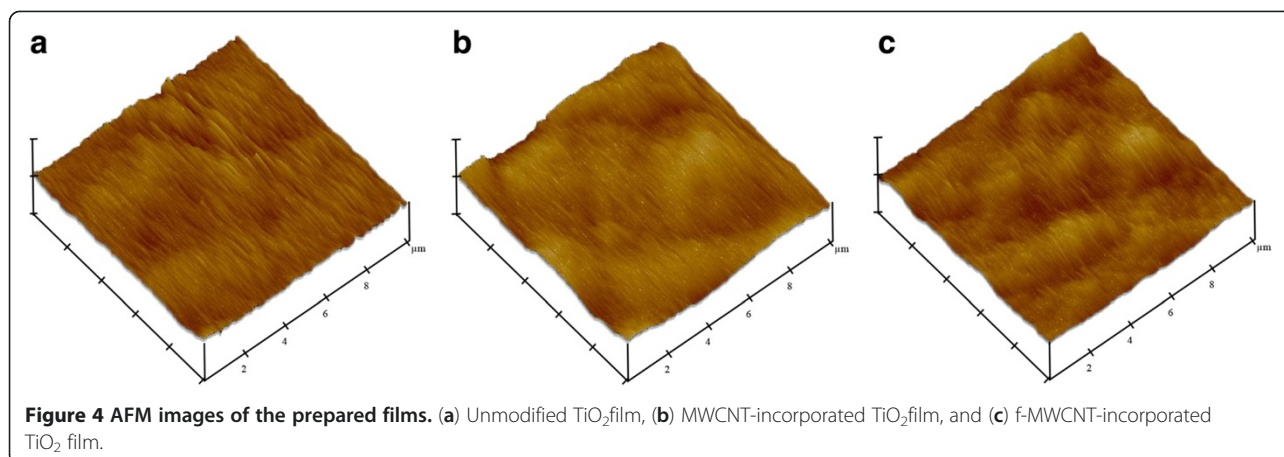 a
b
c
µm
8
6
4
2
µm
8
6
4
2
µm
8
6
4
2
Figure 4 AFM images of the prepared films. (a) Unmodified TiO₂film, (b) MWCNT-incorporated TiO₂film, and (c) f-MWCNT-incorporated
TiO₂ film.